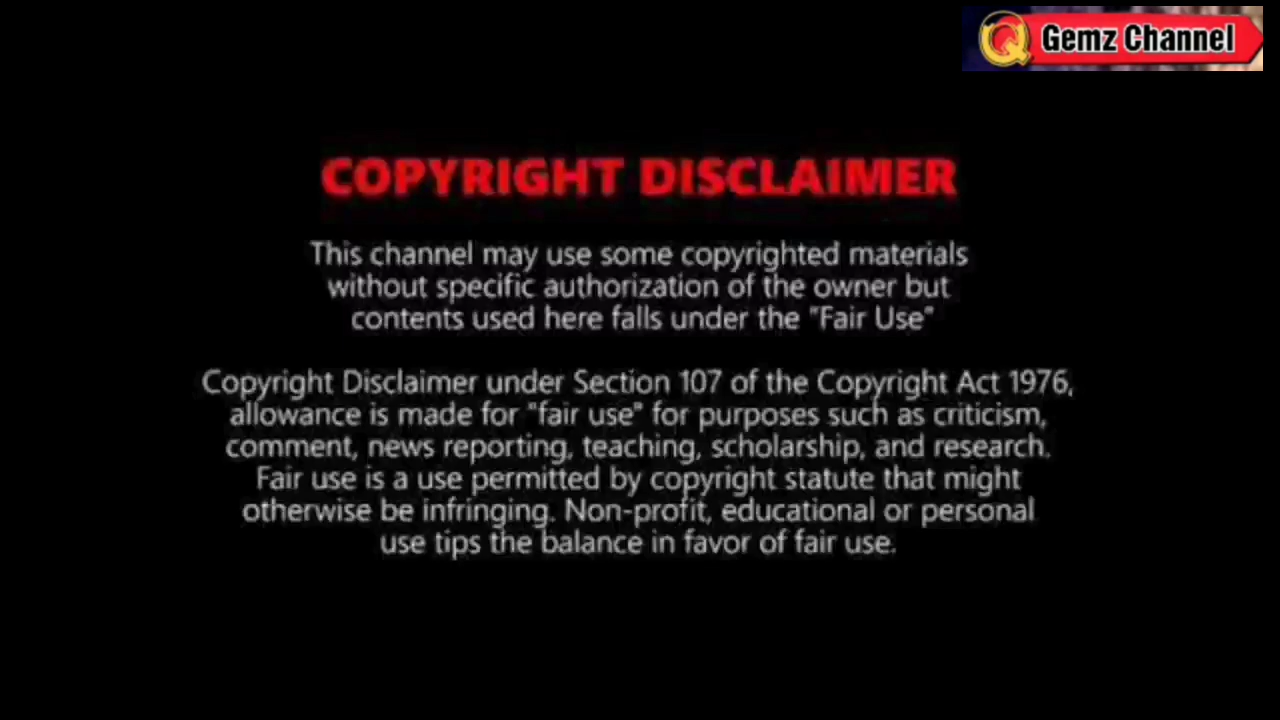 Q Gemz Channel
COPYRIGHT DISCLAIMER
This channel may use some copyrighted materials
without specific authorization of the owner but
contents used here falls under the "Fair Use"
Copyright Disclaimer under Section 107 of the Copyright Act 1976,
allowance is made for "fair use" for purposes such as criticism,
comment, news reporting, teaching, scholarship, and research.
Fair use is a use permitted by copyright statute that might
otherwise be infringing. Non-profit, educational or personal
use tips the balance in favor of fair use.